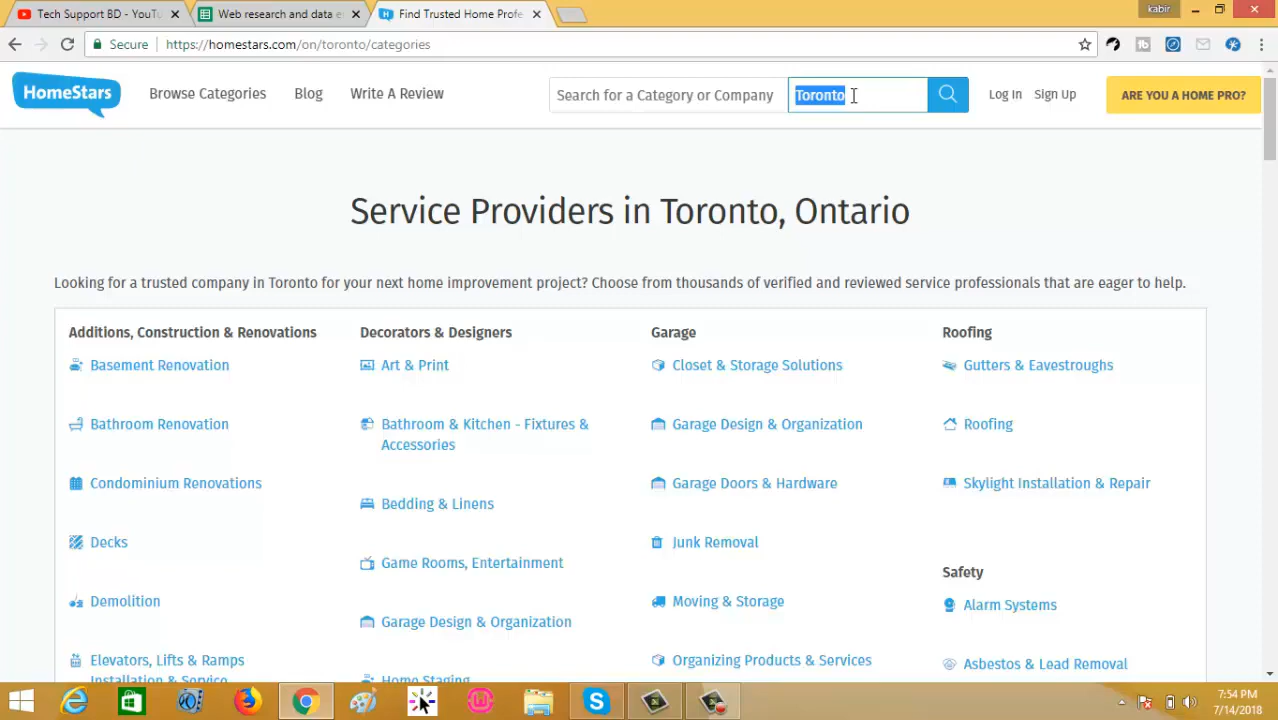 Tech Support BD - YouTu
Web research and data e
Find Trusted Home Profe
kabir
Secure
https://homestars.com/on/toronto/categories
HomeStars
Browse Categories
Blog
Write A Review
Search for a Category or Company
Toronto
Log In
Sign Up
ARE YOU A HOME PRO?
Service Providers in Toronto, Ontario
Looking for a trusted company in Toronto for your next home improvement project? Choose from thousands of verified and reviewed service professionals that are eager to help.
Additions, Construction & Renovations
Basement Renovation
Bathroom Renovation
Condominium Renovations
Decks
Demolition
Elevators, Lifts & Ramps
Installation & Service
Decorators & Designers
Art & Print
Bathroom & Kitchen - Fixtures &
Accessories
Bedding & Linens
Game Rooms, Entertainment
Garage Design & Organization
Home Staging
Garage
Closet & Storage Solutions
Garage Design & Organization
Garage Doors & Hardware
Junk Removal
Moving & Storage
Organizing Products & Services
Roofing
Gutters & Eavestroughs
Roofing
Skylight Installation & Repair
Safety
Alarm Systems
Asbestos & Lead Removal
7:54 PM
7/14/2018